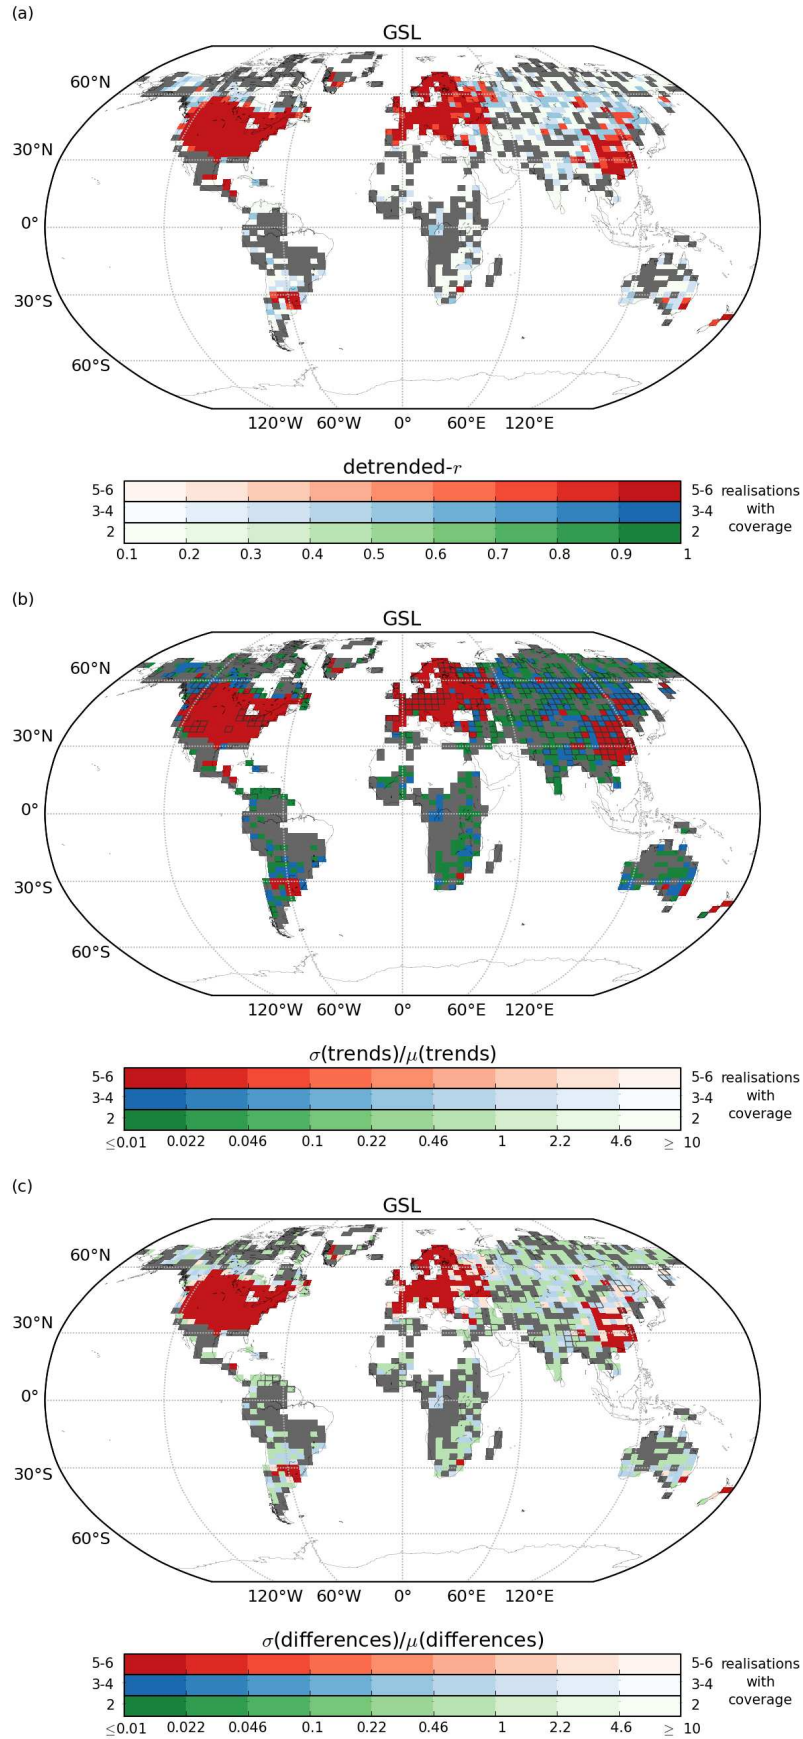 (a)
GSL
60°N
30°N
0°
30°S
60°S
120°W 60°W 0° 60°E 120°E
detrended-r
5-6 5-6 realisations
3-4 3-4 with
2 2 coverage
0.1 0.2 0.3 0.4 0.5 0.6 0.7 0.8 0.9 1
(b)
GSL
60°N
30°N
0°
30°S
60°S
120°W 60°W 0° 60°E 120°E
σ(trends)/μ(trends)
5-6 5-6 realisations
3-4 3-4 with
2 2 coverage
≤0.01 0.022 0.046 0.1 0.22 0.46 1 2.2 4.6 ≥ 10
(c)
GSL
60°N
30°N
0°
30°S
60°S
120°W 60°W 0° 60°E 120°E
σ(differences)/μ(differences)
5-6 5-6 realisations
3-4 3-4 with
2 2 coverage
≤0.01 0.022 0.046 0.1 0.22 0.46 1 2.2 4.6 ≥ 10